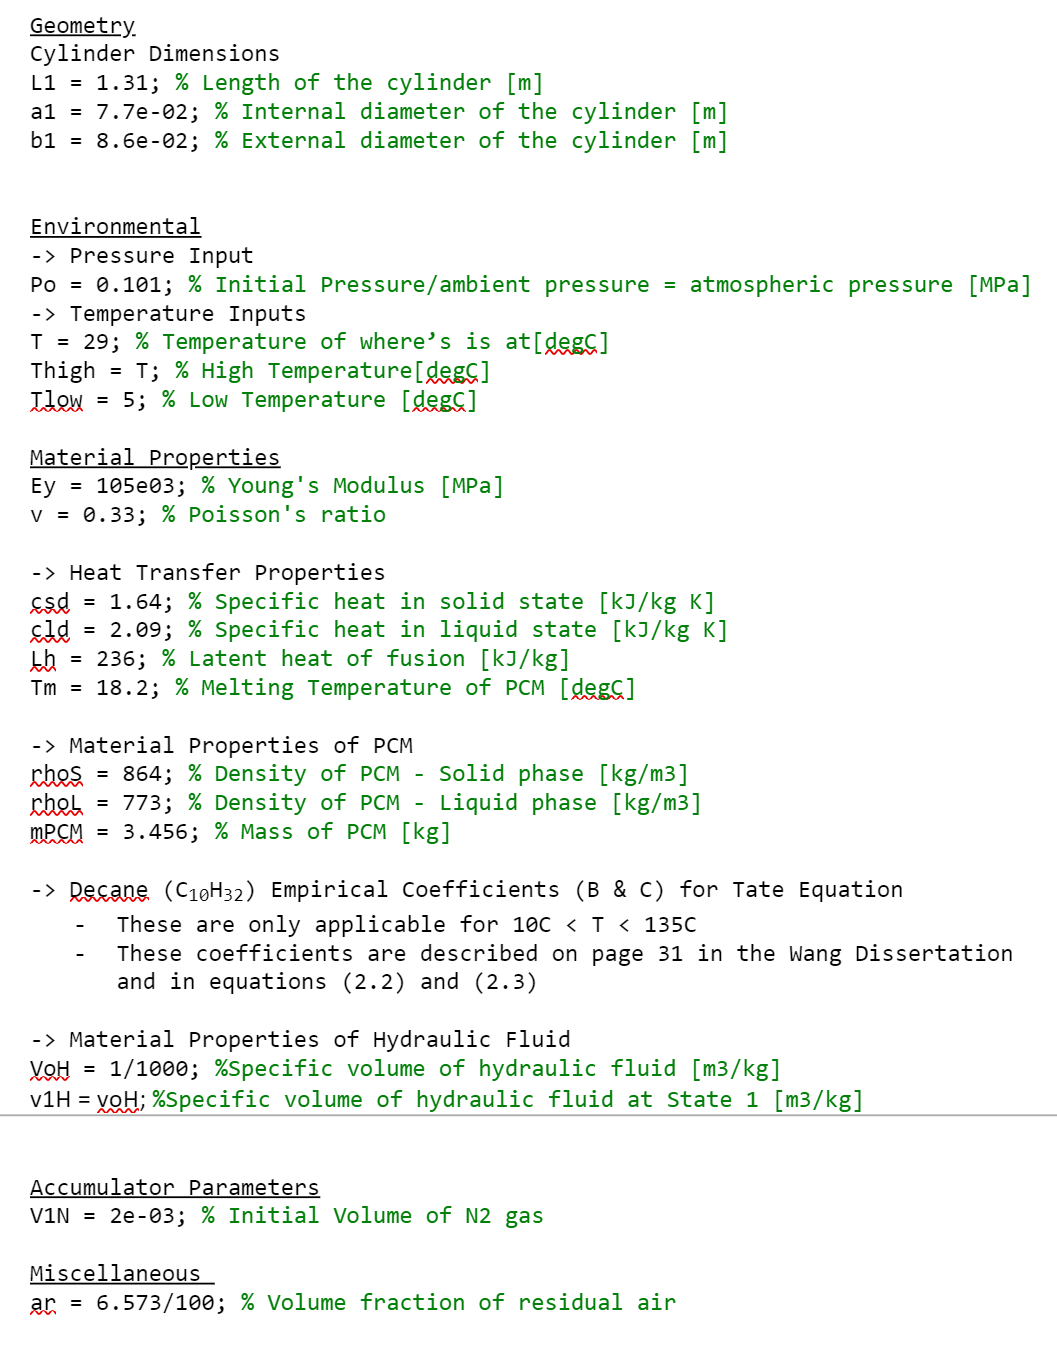 Geometry
Cylinder Dimensions
L1 = 1.31; % Length of the cylinder [m]
a1 = 7.7e-02; % Internal diameter of the cylinder [m]
b1 = 8.6e-02; % External diameter of the cylinder [m]
Environmental
-> Pressure Input
Po = 0.101; % Initial Pressure/ambient pressure = atmospheric pressure [MPa]
-> Temperature Inputs
T = 29; % Temperature of where’s is at[degC]
Thigh = T; % High Temperature[degC]
Tlow = 5; % Low Temperature [degC]
Material Properties
Ey = 105e03; % Young's Modulus [MPa]
v = 0.33; % Poisson's ratio
-> Heat Transfer Properties
csd = 1.64; % Specific heat in solid state [kJ/kg K]
cld = 2.09; % Specific heat in liquid state [kJ/kg K]
Lh = 236; % Latent heat of fusion [kJ/kg]
Tm = 18.2; % Melting Temperature of PCM [degC]
-> Material Properties of PCM
rhoS = 864; % Density of PCM - Solid phase [kg/m3]
rhoL = 773; % Density of PCM - Liquid phase [kg/m3]
mPCM = 3.456; % Mass of PCM [kg]
-> Decane (C₁₀H₃₂) Empirical Coefficients (B & C) for Tate Equation
- These are only applicable for 10C < T < 135C
- These coefficients are described on page 31 in the Wang Dissertation
and in equations (2.2) and (2.3)
-> Material Properties of Hydraulic Fluid
VoH = 1/1000; %Specific volume of hydraulic fluid [m3/kg]
v1H = voH; %Specific volume of hydraulic fluid at State 1 [m3/kg]
Accumulator Parameters
V1N = 2e-03; % Initial Volume of N2 gas
Miscellaneous
ar = 6.573/100; % Volume fraction of residual air